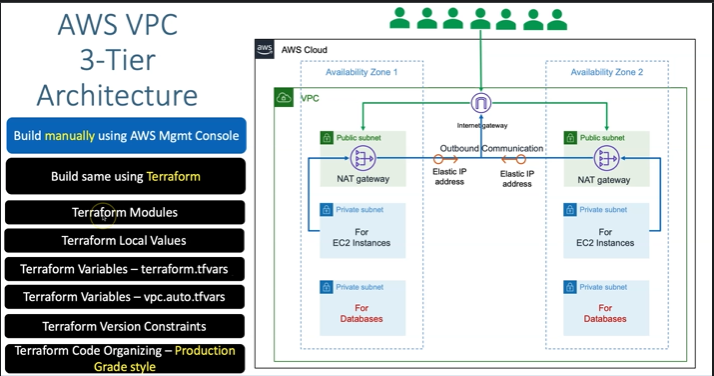 AWS VPC
3-Tier
Architecture
Build manually using AWS Mgmt Console
Build same using Terraform
Terraform Modules
Terraform Local Values
Terraform Variables – terraform.tfvars
Terraform Variables – vpc.auto.tfvars
Terraform Version Constraints
Terraform Code Organizing – Production
Grade style
aws
AWS Cloud
Availability Zone 1
Availability Zone 2
VPC
Internet gateway
Public subnet
NAT gateway
Outbound Communication
Elastic IP
address
Elastic IP
address
Public subnet
NAT gateway
Private subnet
For
EC2 Instances
Private subnet
For
EC2 Instances
Private subnet
For
Databases
Private subnet
For
Databases